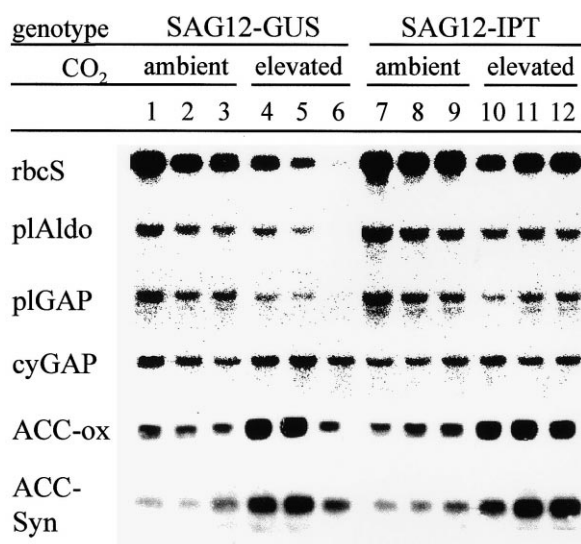 genotype SAG12-GUS SAG12-IPT
CO2 ambient elevated ambient elevated
1 2 3 4 5 6 7 8 9 10 11 12
rbcS
plAldo
plGAP
cyGAP
ACC-ox
ACC-
Syn